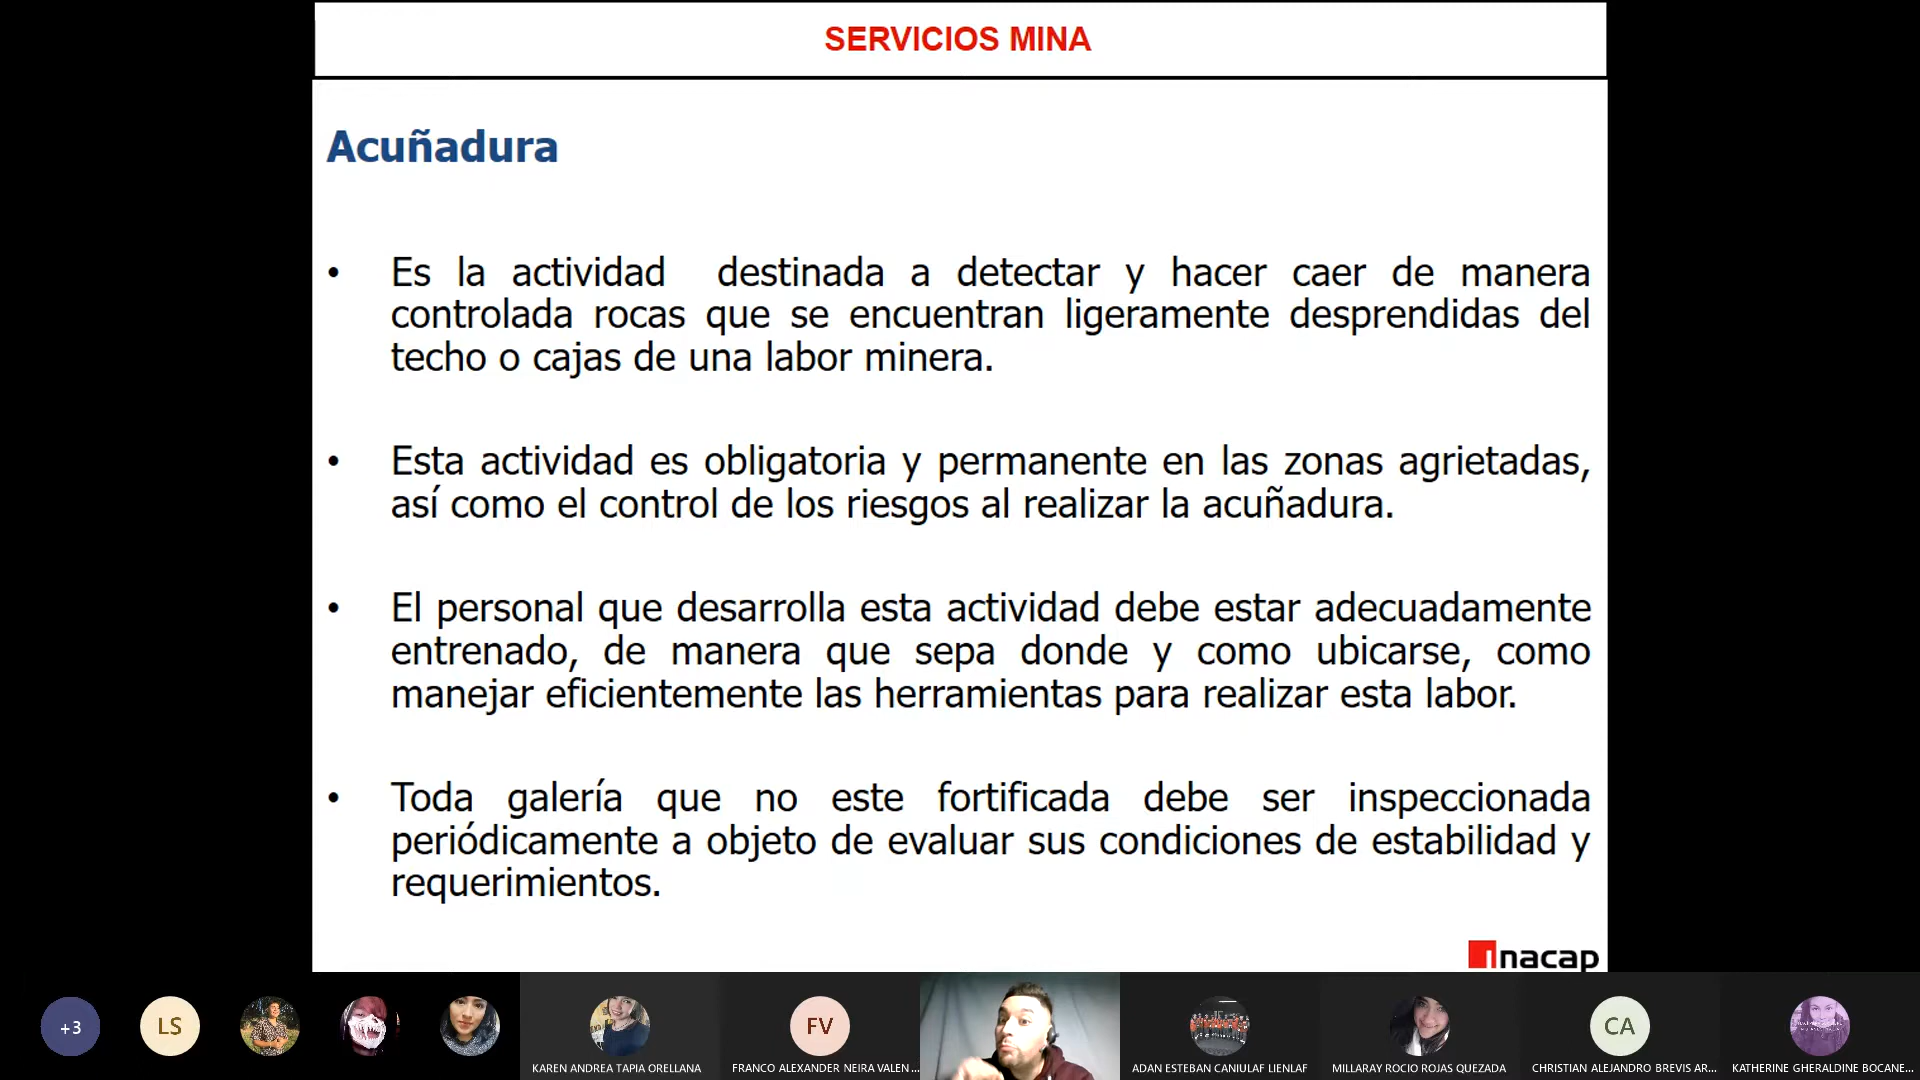 SERVICIOS MINA
Acuñadura
• Es la actividad destinada a detectar y hacer caer de manera
controlada rocas que se encuentran ligeramente desprendidas del
techo o cajas de una labor minera.
• Esta actividad es obligatoria y permanente en las zonas agrietadas,
así como el control de los riesgos al realizar la acuñadura.
• El personal que desarrolla esta actividad debe estar adecuadamente
entrenado, de manera que sepa donde y como ubicarse, como
manejar eficientemente las herramientas para realizar esta labor.
• Toda galería que no este fortificada debe ser inspeccionada
periódicamente a objeto de evaluar sus condiciones de estabilidad y
requerimientos.
inacap
+3
LS
FV
CA
KAREN ANDREA TAPIA ORELLANA
FRANCO ALEXANDER NEIRA VALEN...
ADAN ESTEBAN CANIULAF LIENLAF
MILLARAY ROCIO ROJAS QUEZADA
CHRISTIAN ALEJANDRO BREVIS AR...
KATHERINE GHERALDINE BOCANE...